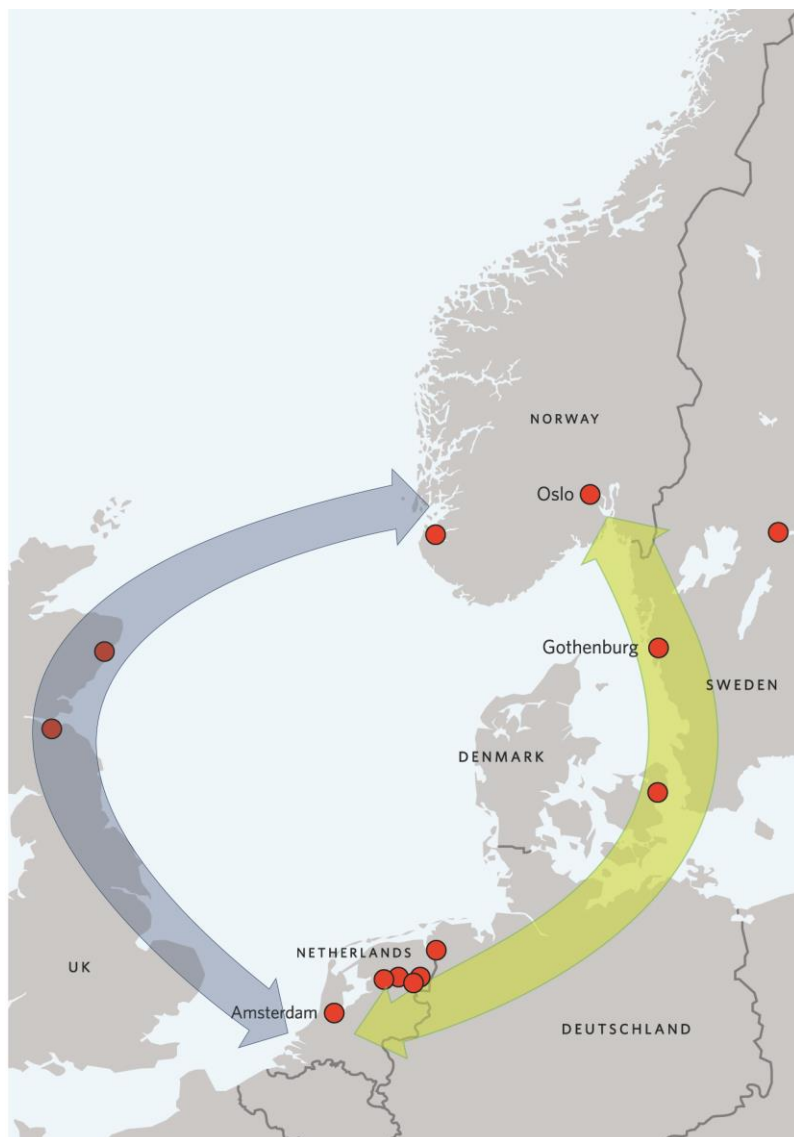 NORWAY
Oslo
Gothenburg
SWEDEN
DENMARK
NETHERLANDS
UK
Amsterdam
DEUTSCHLAND